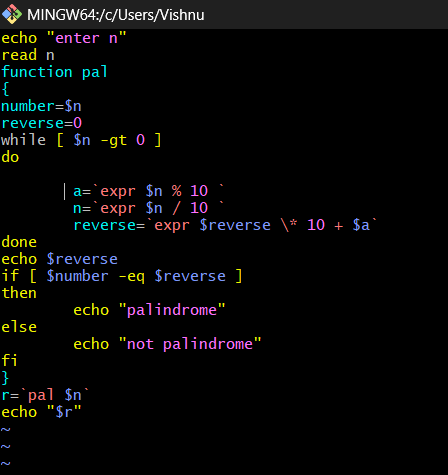 MINGW64:/c/Users/Vishnu
echo "enter n"
read n
function pal
{
number=$n
reverse=0
while [ $n -gt 0 ]
do
a=`expr $n % 10 `
n=`expr $n / 10 `
reverse=`expr $reverse \* 10 + $a`
done
echo $reverse
if [ $number -eq $reverse ]
then
echo "palindrome"
else
echo "not palindrome"
fi
}
r=`pal $n`
echo "$r"
~
~
~